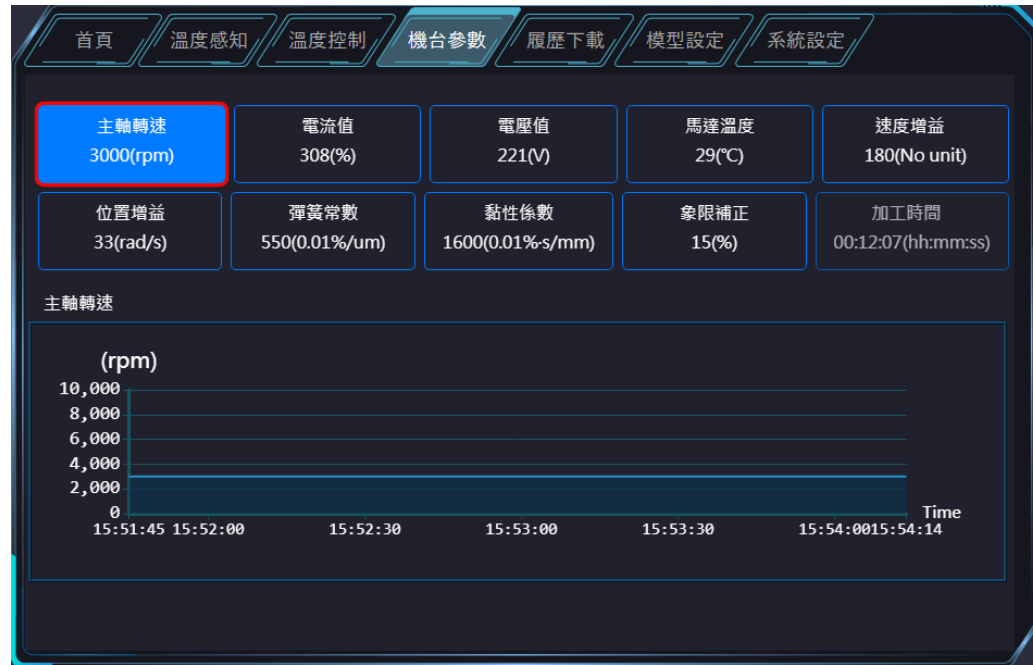 首頁 溫度感知 溫度控制 機台參數 履歷下載 模型設定 系統設定
主軸轉速 電流值 電壓值 馬達溫度 速度增益
3000(rpm) 308(%) 221(V) 29(℃) 180(No unit)
位置增益 彈簧常數 黏性係數 象限補正 加工時間
33(rad/s) 550(0.01%/um) 1600(0.01%·s/mm) 15(%) 00:12:07(hh:mm:ss)
主軸轉速
(rpm)
10,000
8,000
6,000
4,000
2,000
0
Time
15:51:45 15:52:00 15:52:30 15:53:00 15:53:30 15:54:00 15:54:14